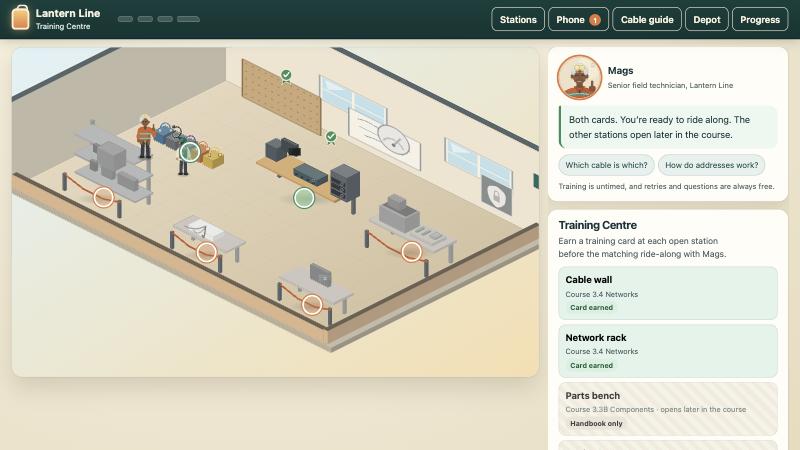 Lantern Line
Training Centre
Stations
Phone 1
Cable guide
Depot
Progress
Mags
Senior field technician, Lantern Line
Both cards. You're ready to ride along. The
other stations open later in the course.
Which cable is which?
How do addresses work?
Training is untimed, and retries and questions are always free.
Training Centre
Earn a training card at each open station
before the matching ride-along with Mags.
Cable wall
Course 3.4 Networks
Card earned
Network rack
Course 3.4 Networks
Card earned
Parts bench
Course 3.3B Components · opens later in the course
Handbook only